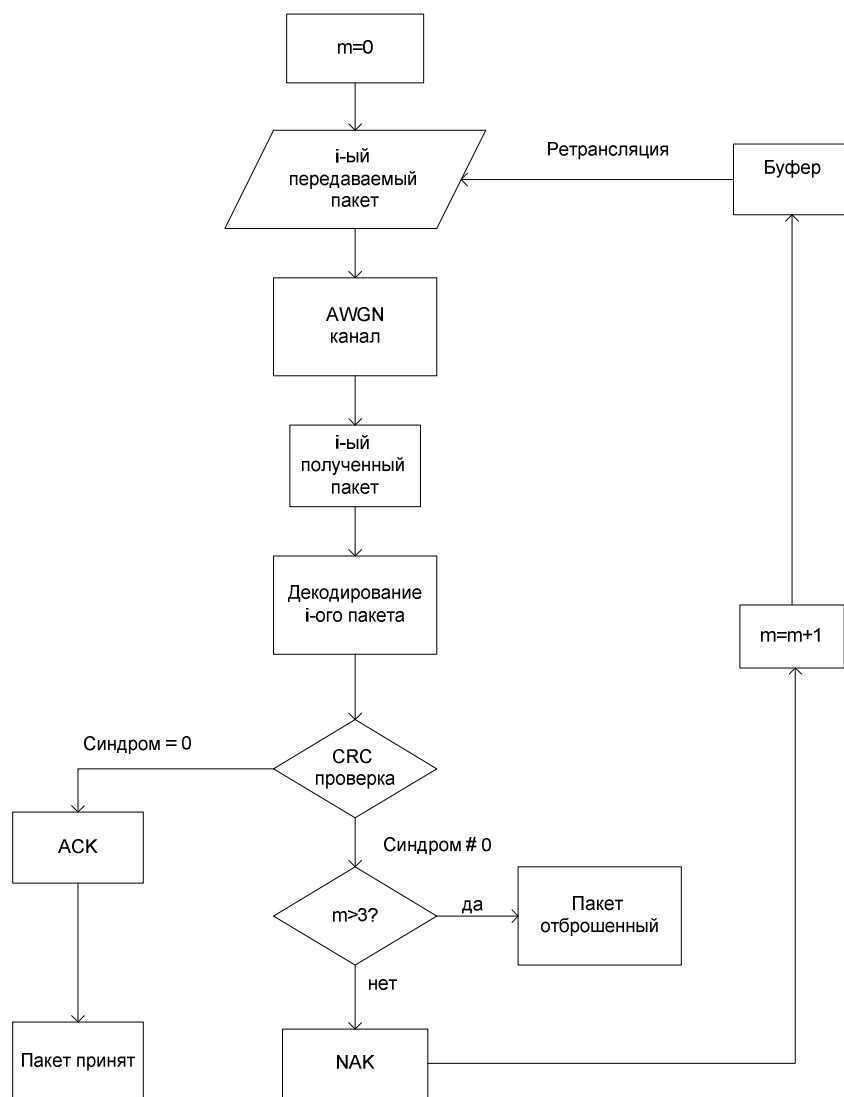 m=0
i-ый
передаваемый
пакет
Ретрансляция
Буфер
AWGN
канал
i-ый
полученный
пакет
Декодирование
i-ого пакета
m=m+1
Синдром = 0
CRC
проверка
ACK
Синдром # 0
m>3?
да
Пакет
отброшенный
нет
Пакет принят
NAK